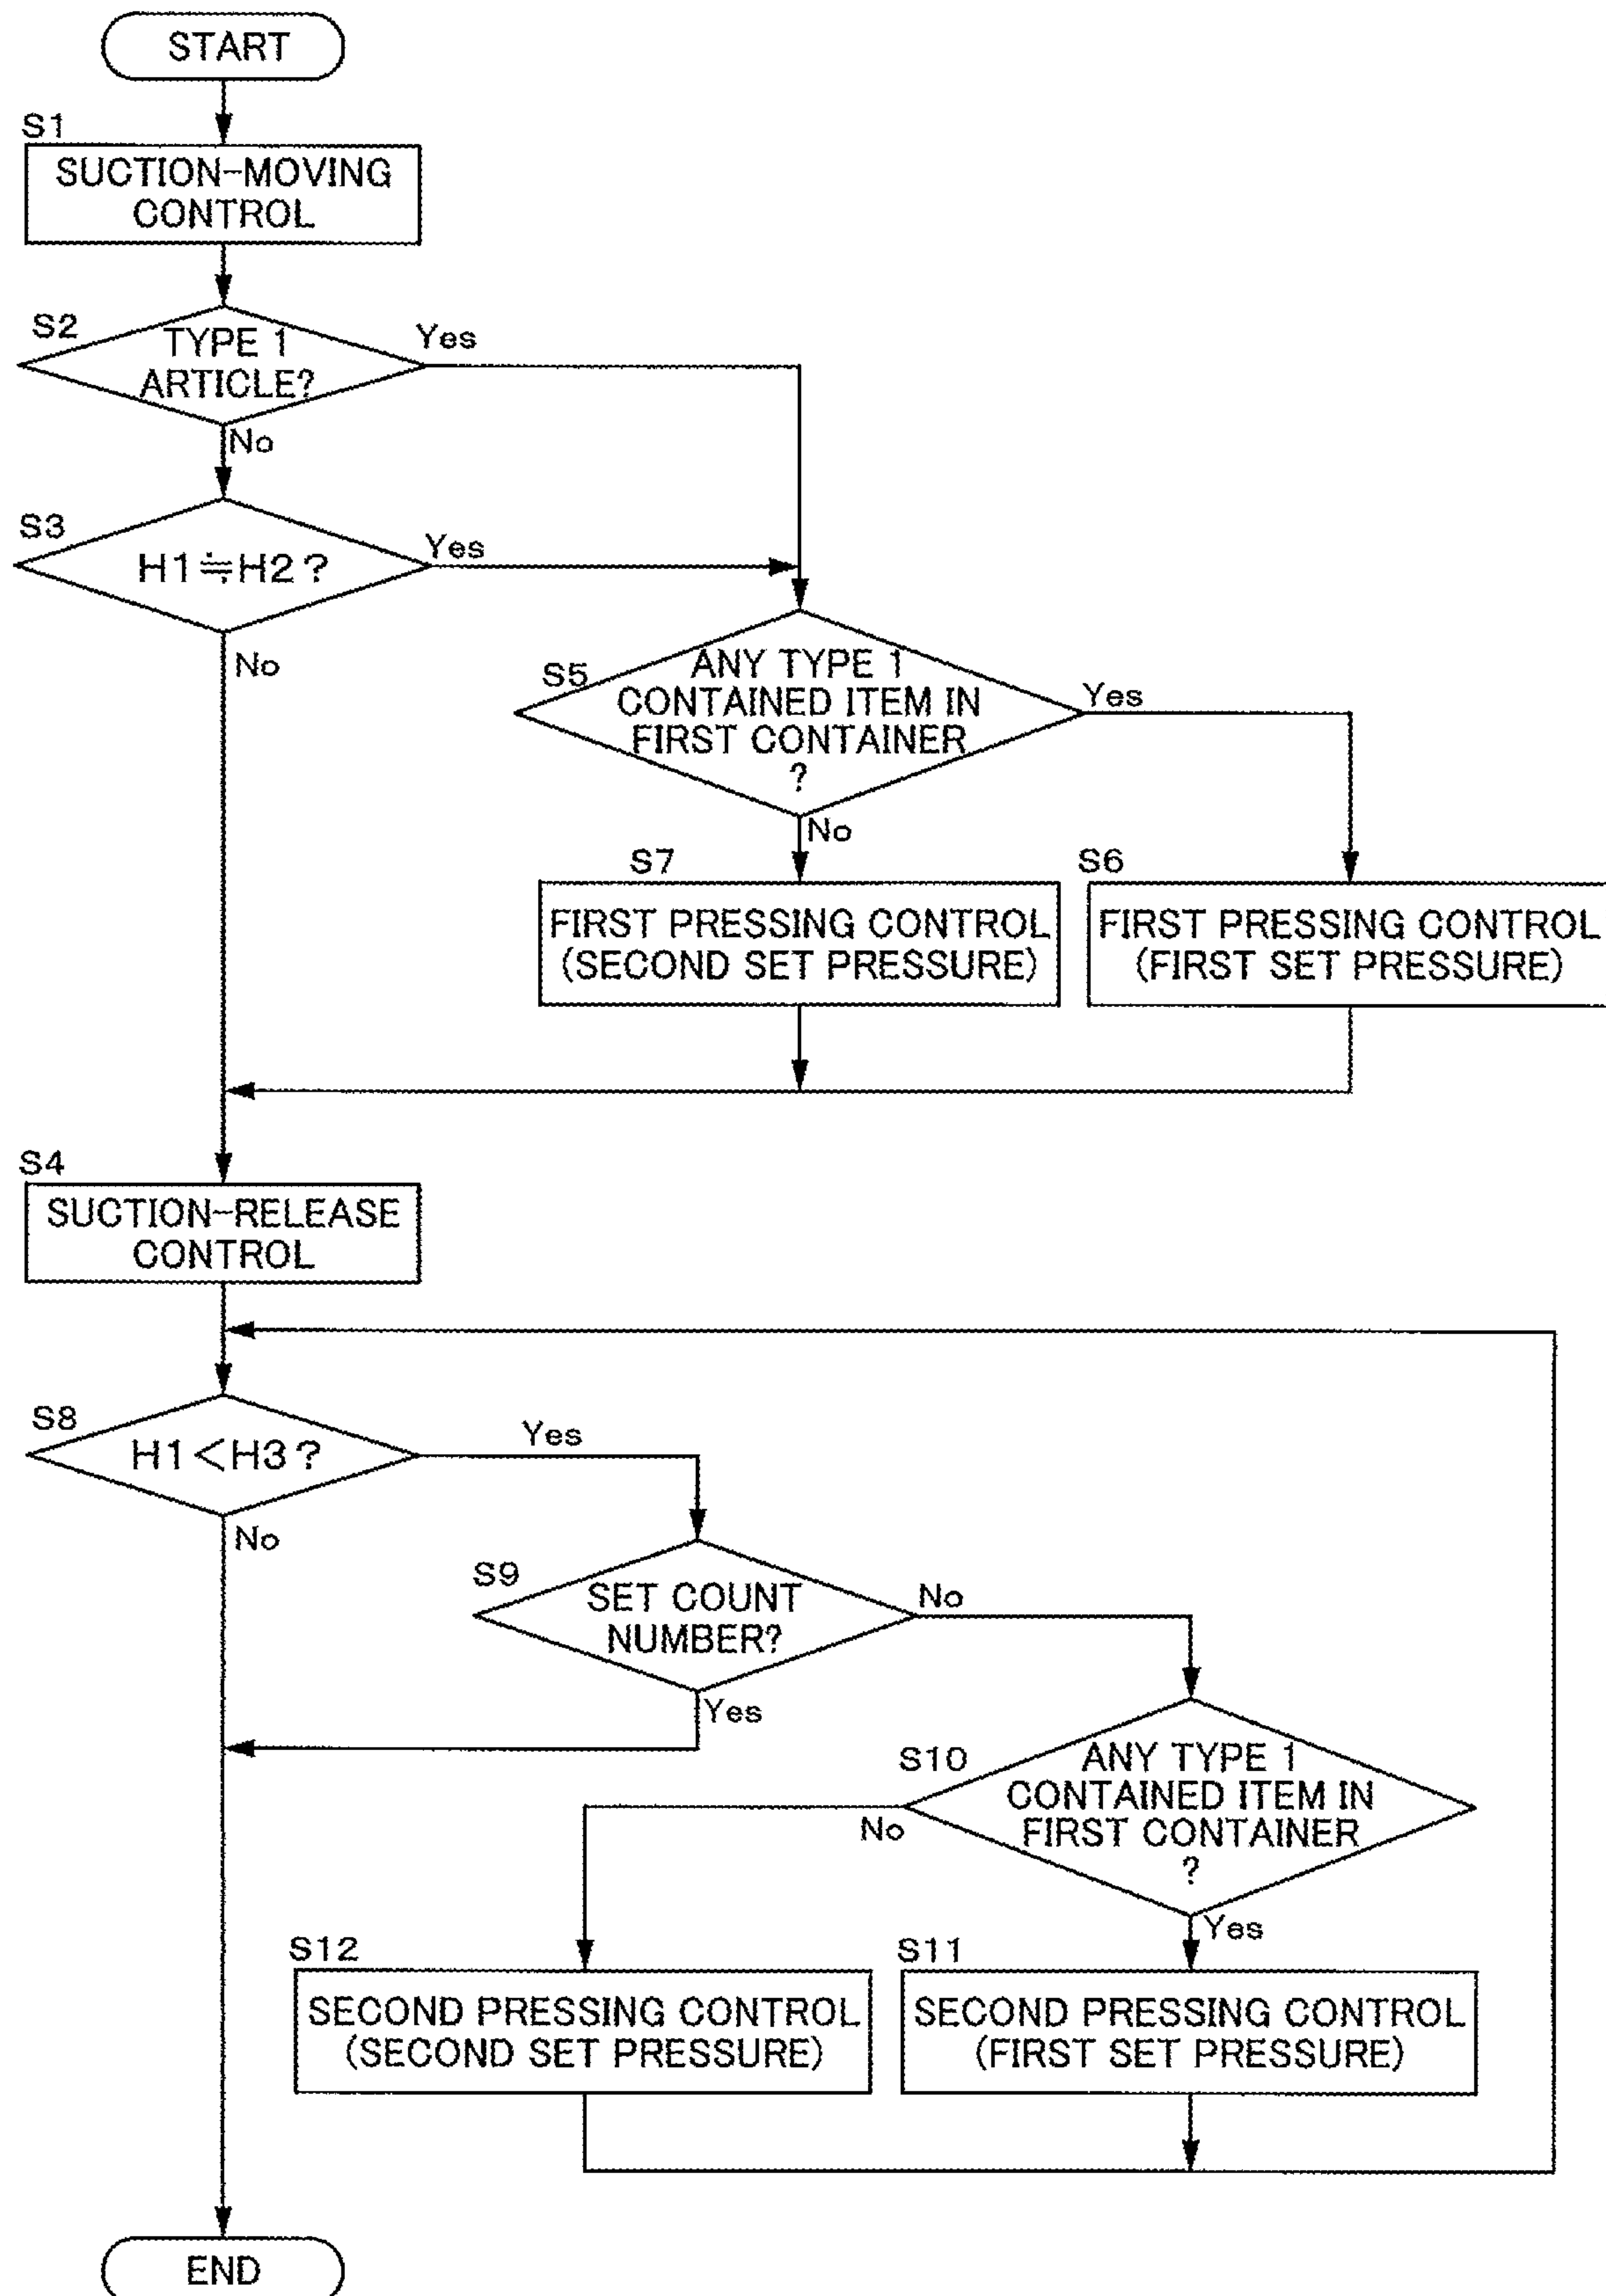 START
S1
SUCTION-MOVING
CONTROL
S2
TYPE 1
ARTICLE?
Yes
No
S3
H1≒H2?
Yes
No
S5
ANY TYPE 1
CONTAINED ITEM IN
FIRST CONTAINER
?
Yes
No
S7
FIRST PRESSING CONTROL
(SECOND SET PRESSURE)
S6
FIRST PRESSING CONTROL
(FIRST SET PRESSURE)
S4
SUCTION-RELEASE
CONTROL
S8
H1<H3?
Yes
No
S9
SET COUNT
NUMBER?
No
Yes
S10
ANY TYPE 1
CONTAINED ITEM IN
FIRST CONTAINER
?
No
Yes
S12
SECOND PRESSING CONTROL
(SECOND SET PRESSURE)
S11
SECOND PRESSING CONTROL
(FIRST SET PRESSURE)
END